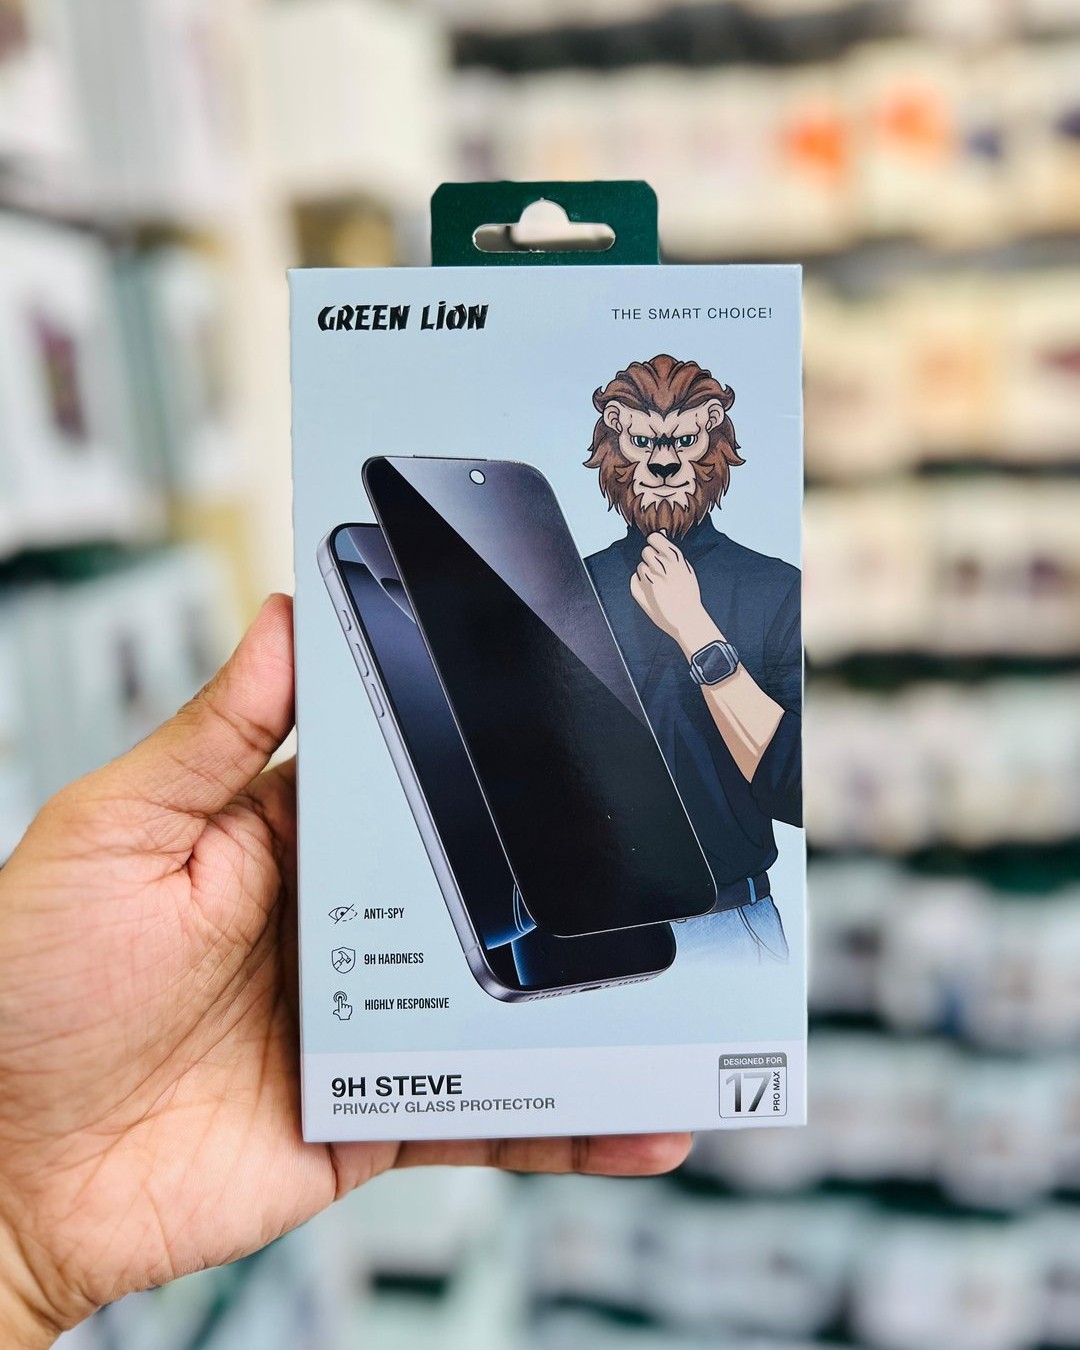 GREEN LiON
THE SMART CHOICE!
ANTI-SPY
9H HARDNESS
HIGHLY RESPONSIVE
9H STEVE
PRIVACY GLASS PROTECTOR
DESIGNED FOR
17
PRO MAX